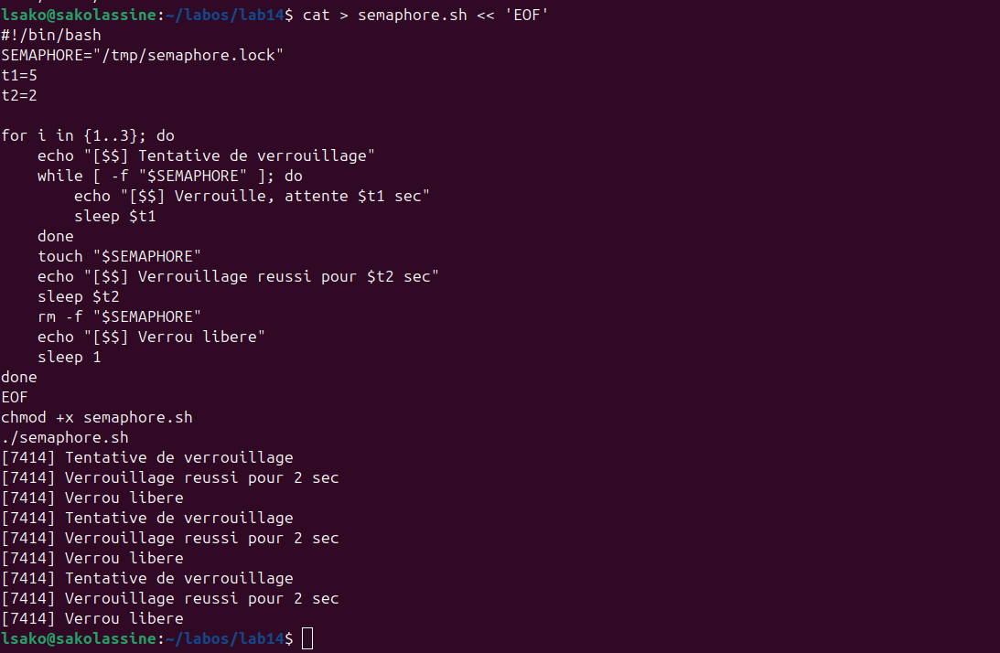 lsako@sakolassine:~/labos/lab14$ cat > semaphore.sh << 'EOF'
#!/bin/bash
SEMAPHORE="/tmp/semaphore.lock"
t1=5
t2=2

for i in {1..3}; do
    echo "[$$] Tentative de verrouillage"
    while [ -f "$SEMAPHORE" ]; do
        echo "[$$] Verrouille, attente $t1 sec"
        sleep $t1
    done
    touch "$SEMAPHORE"
    echo "[$$] Verrouillage reussi pour $t2 sec"
    sleep $t2
    rm -f "$SEMAPHORE"
    echo "[$$] Verrou libere"
    sleep 1
done
EOF
chmod +x semaphore.sh
./semaphore.sh
[7414] Tentative de verrouillage
[7414] Verrouillage reussi pour 2 sec
[7414] Verrou libere
[7414] Tentative de verrouillage
[7414] Verrouillage reussi pour 2 sec
[7414] Verrou libere
[7414] Tentative de verrouillage
[7414] Verrouillage reussi pour 2 sec
[7414] Verrou libere
lsako@sakolassine:~/labos/lab14$